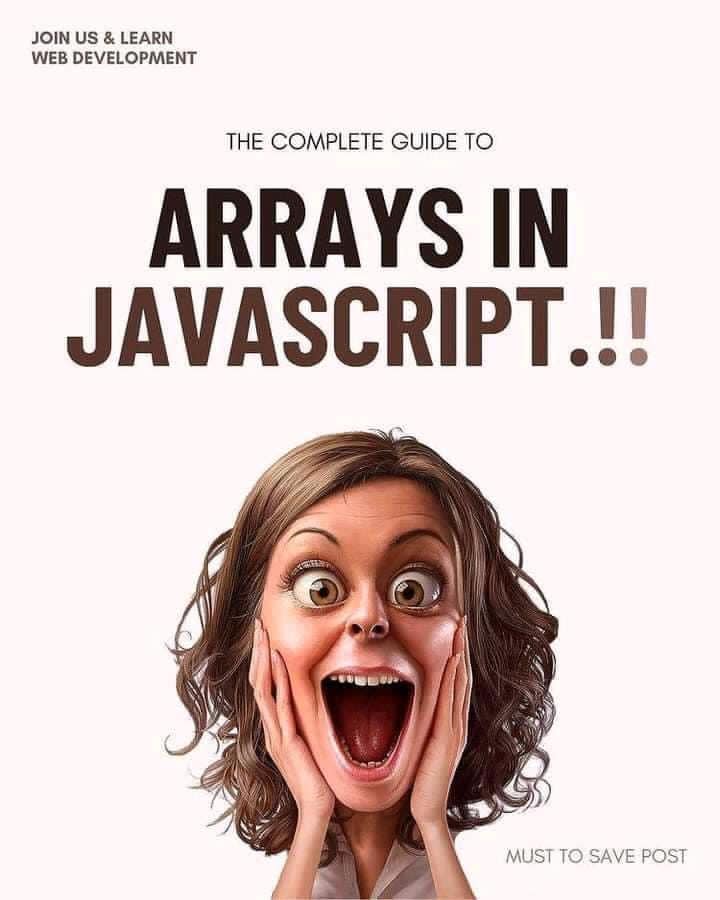 JOIN US & LEARN
WEB DEVELOPMENT
THE COMPLETE GUIDE TO
ARRAYS IN
JAVASCRIPT.!!
MUST TO SAVE POST